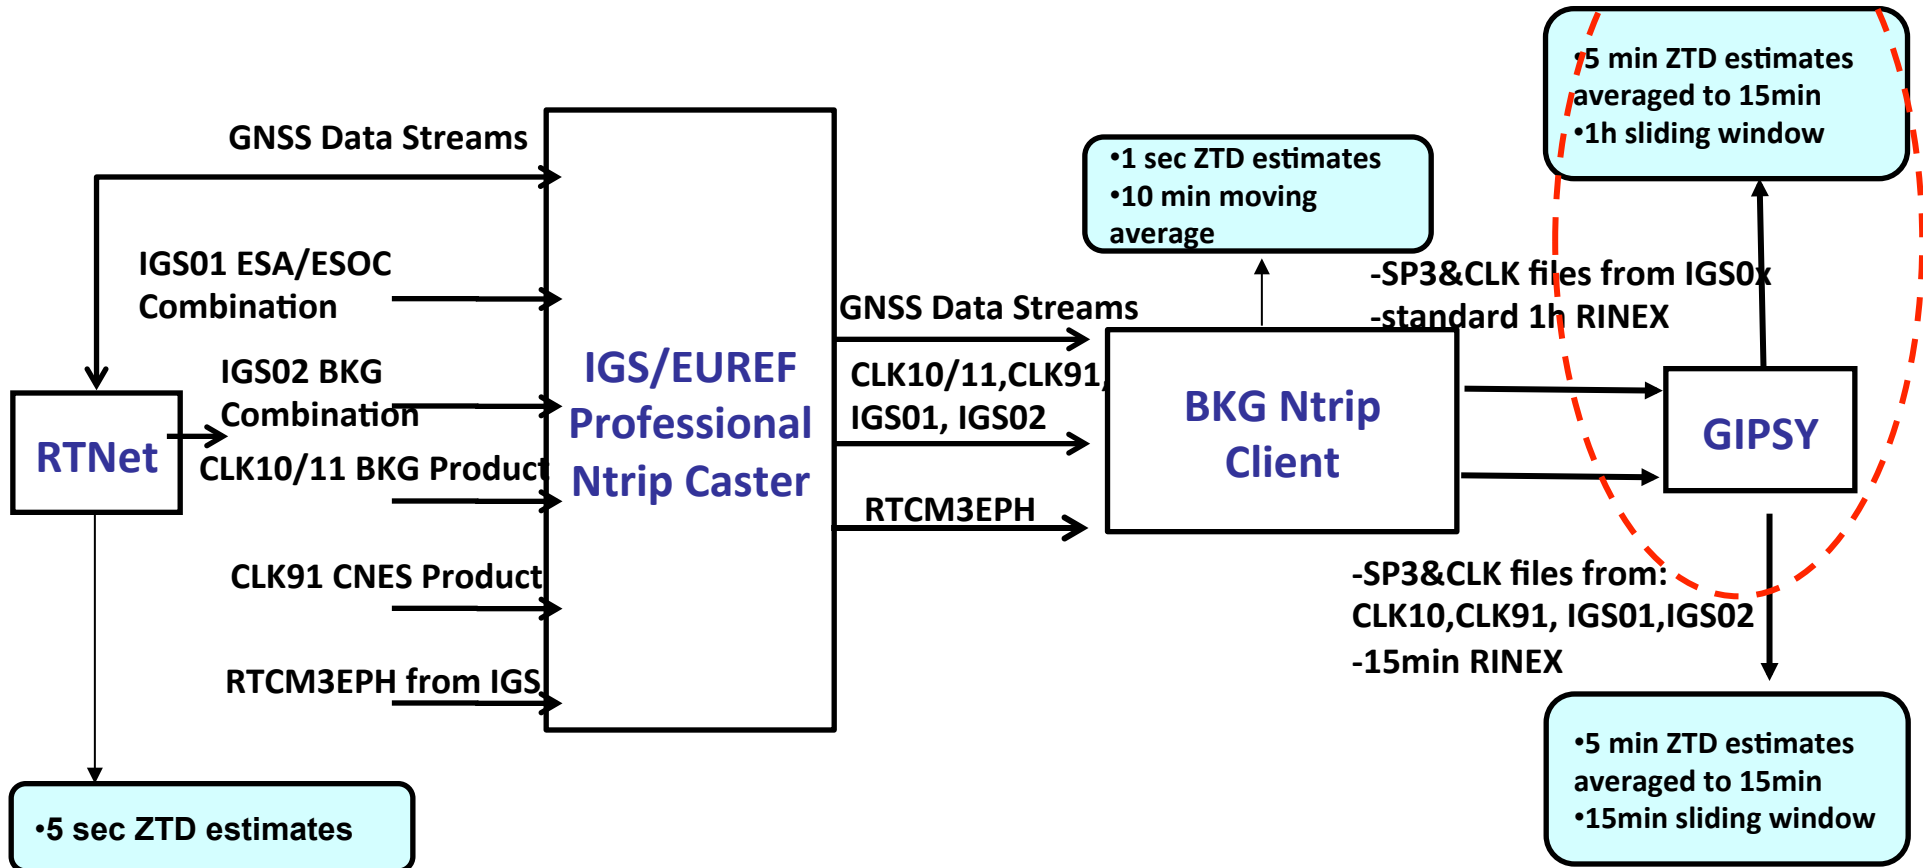 GNSS Data Streams
IGS01 ESA/ESOC
Combination
IGS02 BKG
Combination
RTNet
CLK10/11 BKG Product
CLK91 CNES Product
RTCM3EPH from IGS
•5 sec ZTD estimates
IGS/EUREF
Professional
Ntrip Caster
GNSS Data Streams
CLK10/11,CLK91,
IGS01, IGS02
RTCM3EPH
•1 sec ZTD estimates
•10 min moving
average
BKG Ntrip
Client
-SP3&CLK files from IGS0x
-standard 1h RINEX
-SP3&CLK files from:
CLK10,CLK91, IGS01,IGS02
-15min RINEX
•5 min ZTD estimates
averaged to 15min
•1h sliding window
GIPSY
•5 min ZTD estimates
averaged to 15min
•15min sliding window